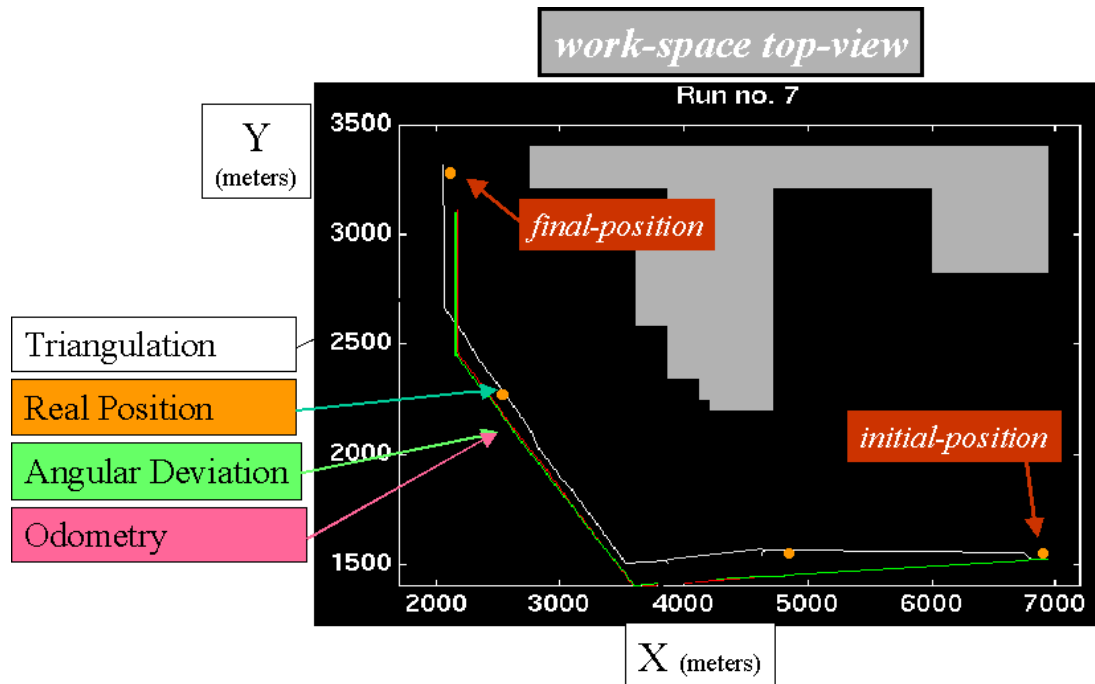 work-space top-view
Run no. 7
Y
(meters)
3500
3000
2500
2000
1500
final-position
initial-position
Triangulation
Real Position
Angular Deviation
Odometry
2000 3000 4000 5000 6000 7000
X (meters)